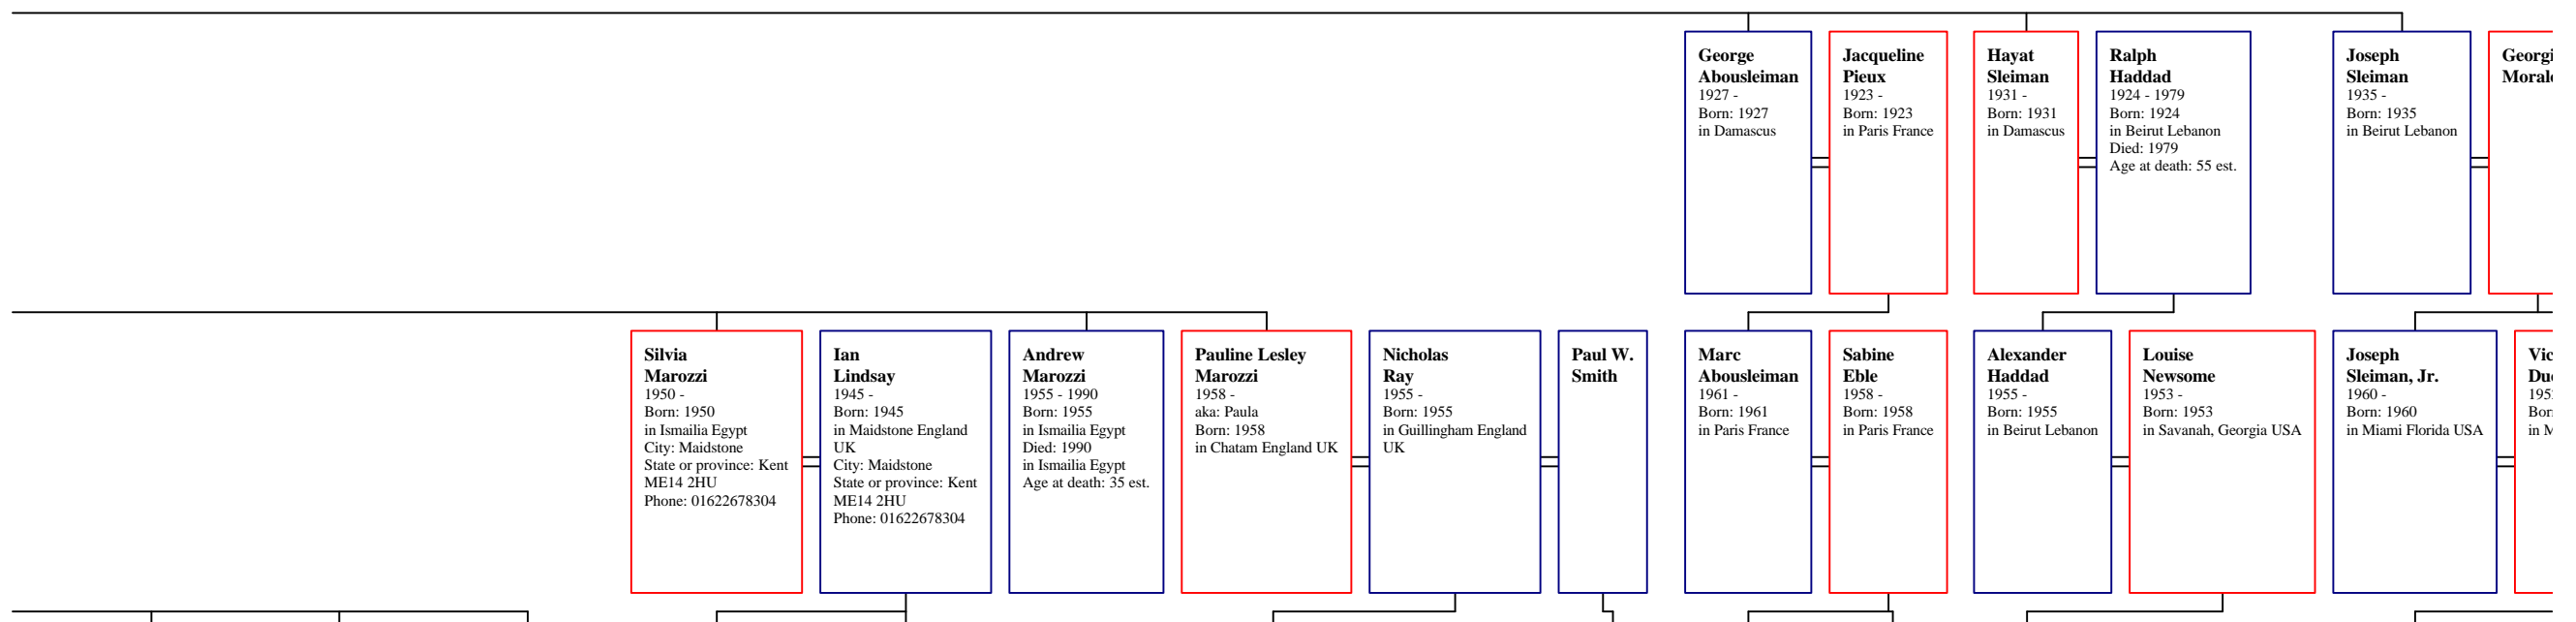 George
Abousleiman
1927 -
Born: 1927
in Damascus
Jacqueline
Pieux
1923 -
Born: 1923
in Paris France
Hayat
Sleiman
1931 -
Born: 1931
in Damascus
Ralph
Haddad
1924 - 1979
Born: 1924
in Beirut Lebanon
Died: 1979
Age at death: 55 est.
Joseph
Sleiman
1935 -
Born: 1935
in Beirut Lebanon
Silvia
Marozzi
1950 -
Born: 1950
in Ismailia Egypt
City: Maidstone
State or province: Kent
ME14 2HU
Phone: 01622678304
Ian
Lindsay
1945 -
Born: 1945
in Maidstone England
UK
City: Maidstone
State or province: Kent
ME14 2HU
Phone: 01622678304
Andrew
Marozzi
1955 - 1990
Born: 1955
in Ismailia Egypt
Died: 1990
in Ismailia Egypt
Age at death: 35 est.
Pauline Lesley
Marozzi
1958 -
aka: Paula
Born: 1958
in Chatam England UK
Nicholas
Ray
1955 -
Born: 1955
in Guillingham England
UK
Paul W.
Smith
Marc
Abousleiman
1961 -
Born: 1961
in Paris France
Sabine
Eble
1958 -
Born: 1958
in Paris France
Alexander
Haddad
1955 -
Born: 1955
in Beirut Lebanon
Louise
Newsome
1953 -
Born: 1953
in Savanah, Georgia USA
Joseph
Sleiman, Jr.
1960 -
Born: 1960
in Miami Florida USA
in